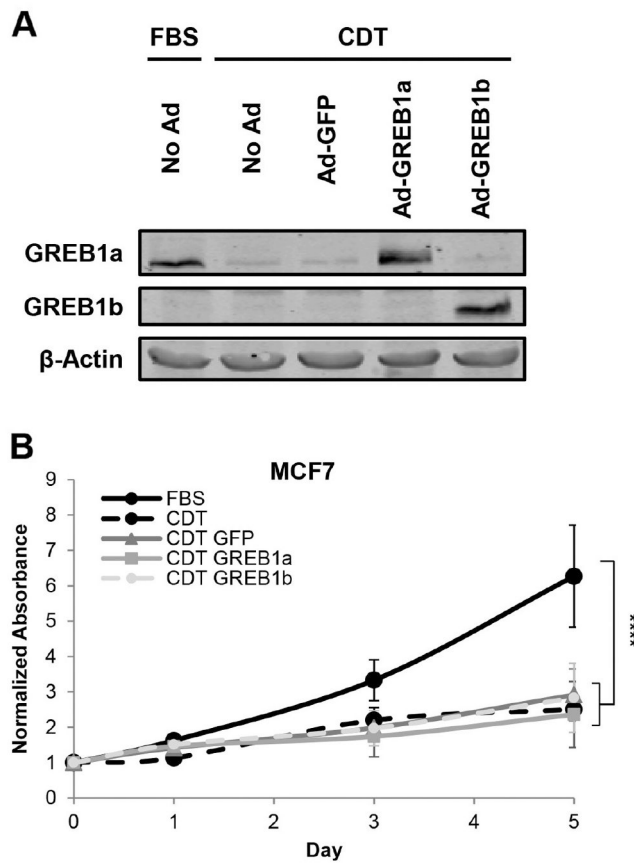 A
FBS CDT
No Ad No Ad Ad-GFP Ad-GREB1a Ad-GREB1b
GREB1a
GREB1b
β-Actin
B
MCF7
FBS
CDT
CDT GFP
CDT GREB1a
CDT GREB1b
Normalized Absorbance
9
8
7
6
5
4
3
2
1
0
****
0 1 2 3 4 5
Day